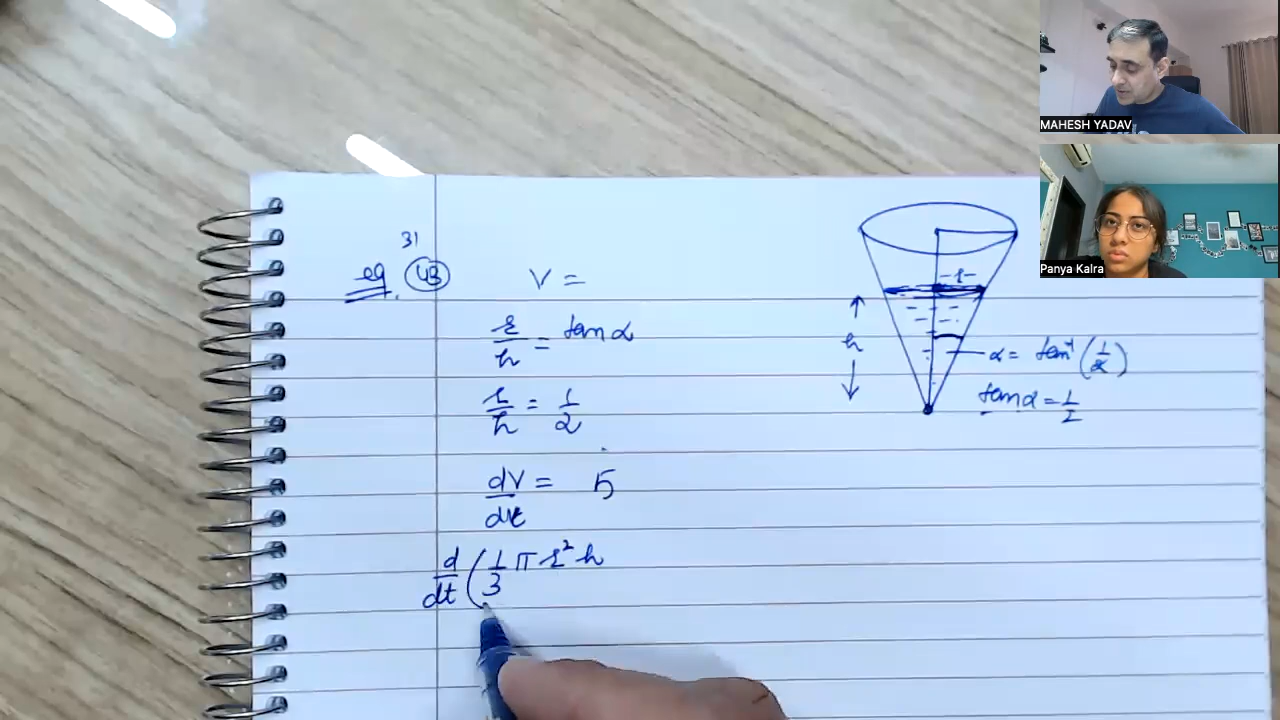 31
eg. 43
V =
r/h = tan α
r/h = 1/2
dV/dt = 5
d/dt (1/3 π r² h
r
h
α = tan⁻¹(1/2)
tan α = 1/2
MAHESH YADAV
Panya Kalra